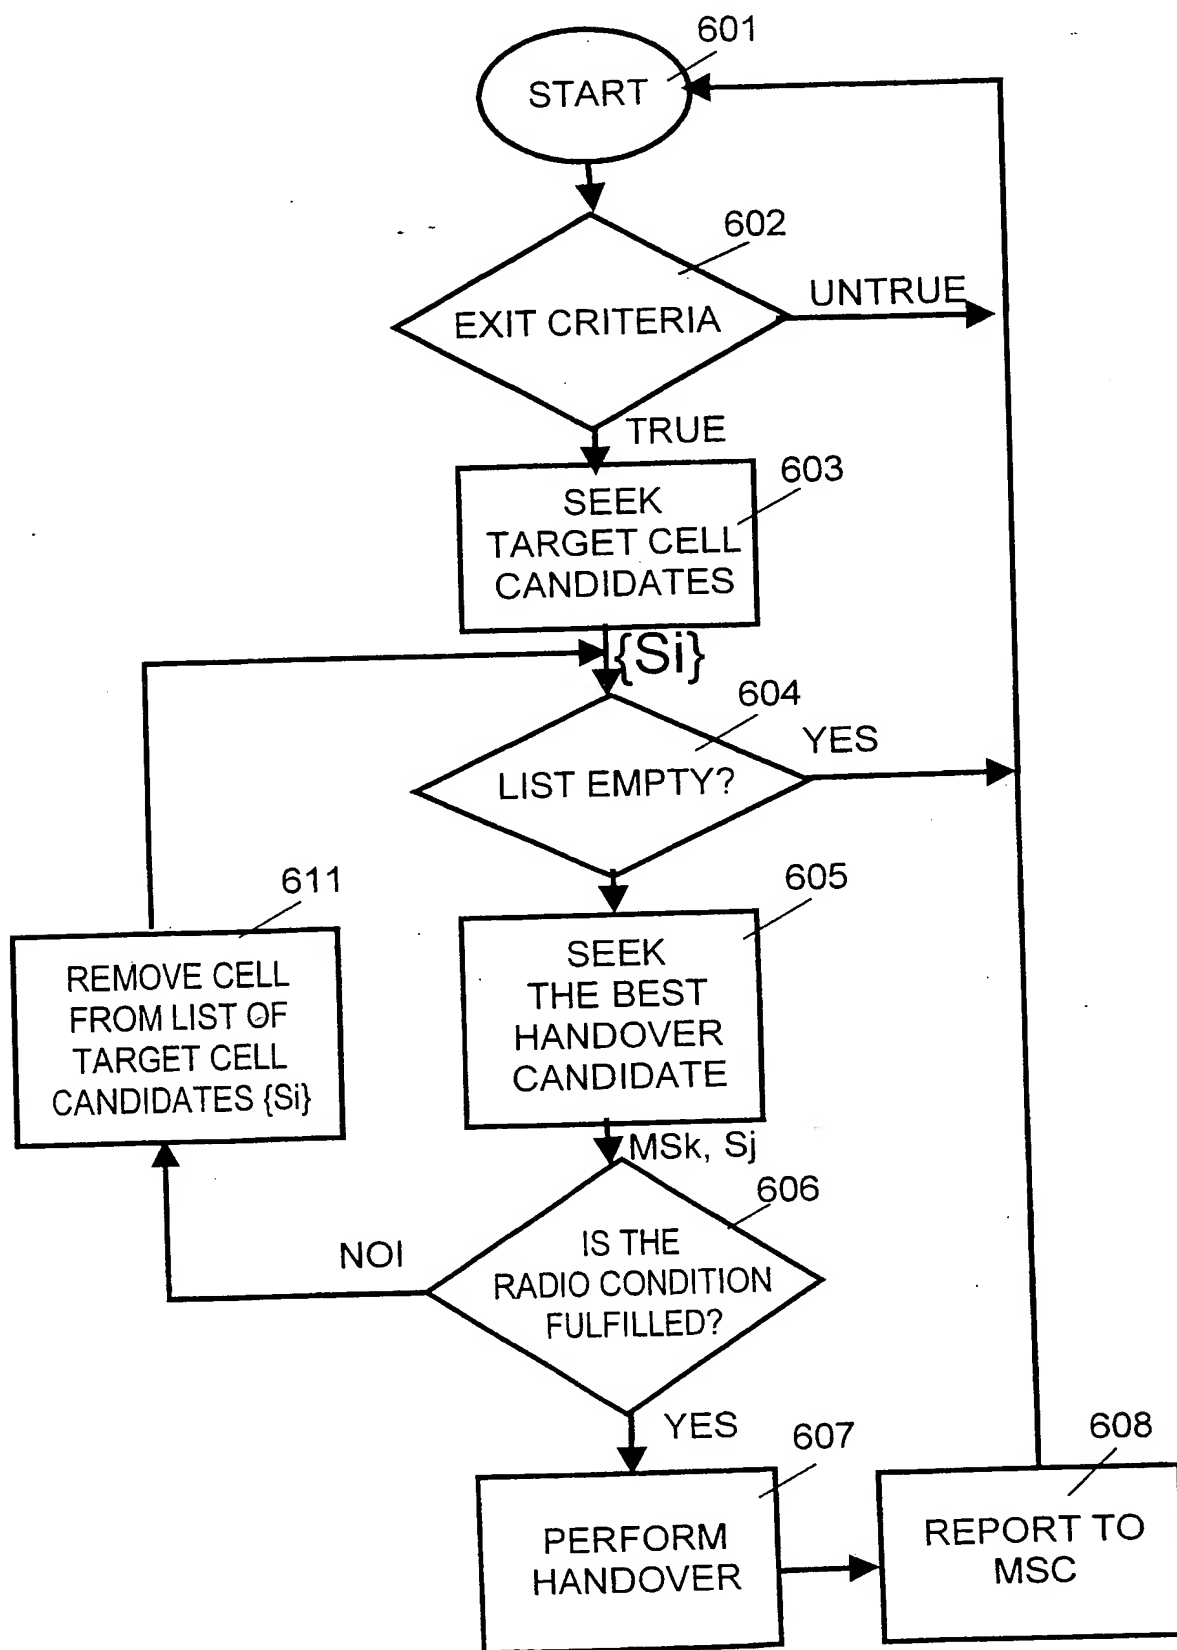 601
START
602
EXIT CRITERIA
UNTRUE
TRUE
603
SEEK
TARGET CELL
CANDIDATES
{Si}
604
LIST EMPTY?
YES
611
REMOVE CELL
FROM LIST OF
TARGET CELL
CANDIDATES {Si}
605
SEEK
THE BEST
HANDOVER
CANDIDATE
MSk, Sj
606
IS THE
RADIO CONDITION
FULFILLED?
NOI
YES
607
PERFORM
HANDOVER
608
REPORT TO
MSC